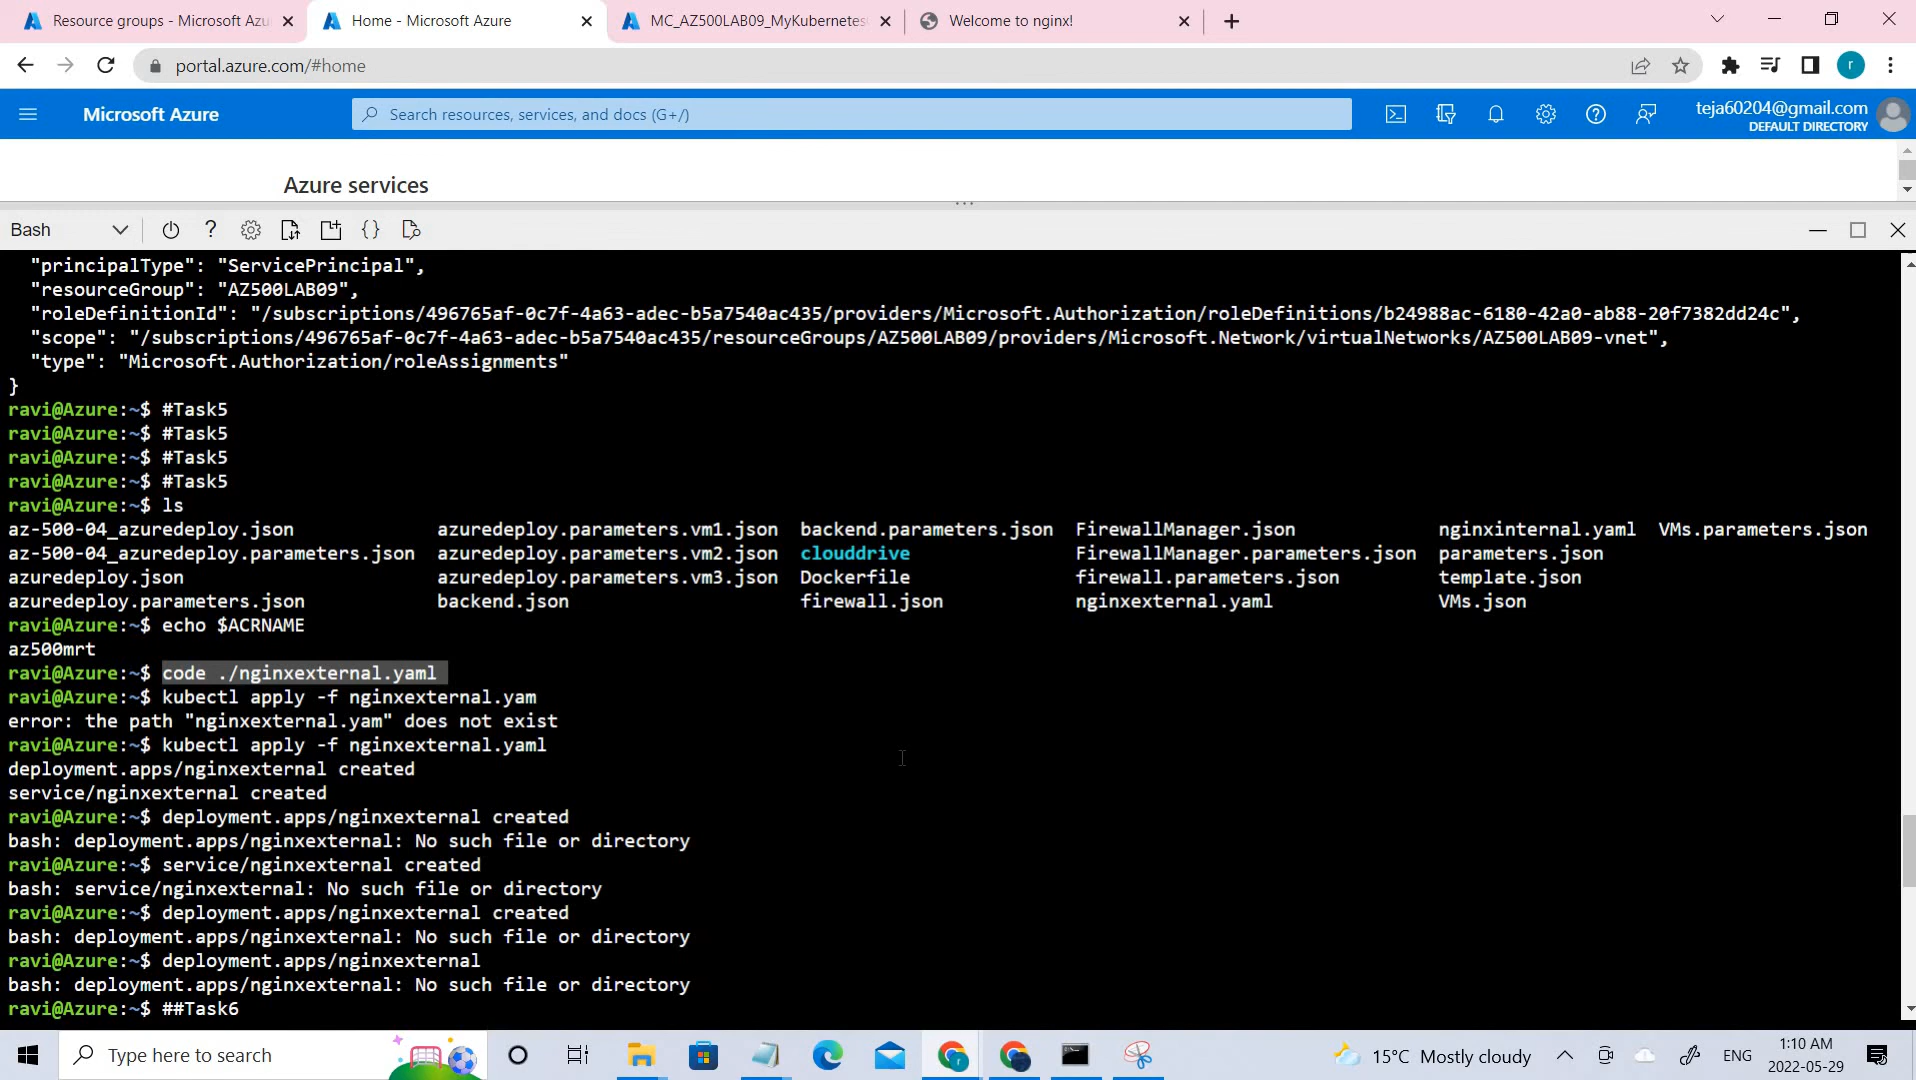 Resource groups - Microsoft Azu
Home - Microsoft Azure
MC_AZ500LAB09_MyKubernetes
Welcome to nginx!
portal.azure.com/#home
r
Microsoft Azure
Search resources, services, and docs (G+/)
teja60204@gmail.com
DEFAULT DIRECTORY
Azure services
Bash
"principalType": "ServicePrincipal",
"resourceGroup": "AZ500LAB09",
"roleDefinitionId": "/subscriptions/496765af-0c7f-4a63-adec-b5a7540ac435/providers/Microsoft.Authorization/roleDefinitions/b24988ac-6180-42a0-ab88-20f7382dd24c",
"scope": "/subscriptions/496765af-0c7f-4a63-adec-b5a7540ac435/resourceGroups/AZ500LAB09/providers/Microsoft.Network/virtualNetworks/AZ500LAB09-vnet",
"type": "Microsoft.Authorization/roleAssignments"
}
ravi@Azure:~$ #Task5
ravi@Azure:~$ #Task5
ravi@Azure:~$ #Task5
ravi@Azure:~$ #Task5
ravi@Azure:~$ ls
az-500-04_azuredeploy.json azuredeploy.parameters.vm1.json backend.parameters.json FirewallManager.json nginxinternal.yaml VMs.parameters.json
az-500-04_azuredeploy.parameters.json azuredeploy.parameters.vm2.json clouddrive FirewallManager.parameters.json parameters.json
azuredeploy.json azuredeploy.parameters.vm3.json Dockerfile firewall.parameters.json template.json
azuredeploy.parameters.json backend.json firewall.json nginxexternal.yaml VMs.json
ravi@Azure:~$ echo $ACRNAME
az500mrt
ravi@Azure:~$ code ./nginxexternal.yaml
ravi@Azure:~$ kubectl apply -f nginxexternal.yam
error: the path "nginxexternal.yam" does not exist
ravi@Azure:~$ kubectl apply -f nginxexternal.yaml
deployment.apps/nginxexternal created
service/nginxexternal created
ravi@Azure:~$ deployment.apps/nginxexternal created
bash: deployment.apps/nginxexternal: No such file or directory
ravi@Azure:~$ service/nginxexternal created
bash: service/nginxexternal: No such file or directory
ravi@Azure:~$ deployment.apps/nginxexternal created
bash: deployment.apps/nginxexternal: No such file or directory
ravi@Azure:~$ deployment.apps/nginxexternal
bash: deployment.apps/nginxexternal: No such file or directory
ravi@Azure:~$ ##Task6
Type here to search
15°C Mostly cloudy
ENG
1:10 AM
2022-05-29